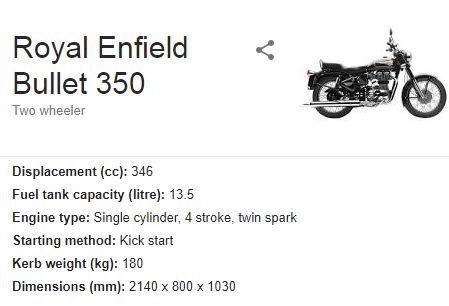 Royal Enfield
Bullet 350
Two wheeler
Displacement (cc): 346
Fuel tank capacity (litre): 13.5
Engine type: Single cylinder, 4 stroke, twin spark
Starting method: Kick start
Kerb weight (kg): 180
Dimensions (mm): 2140 x 800 x 1030